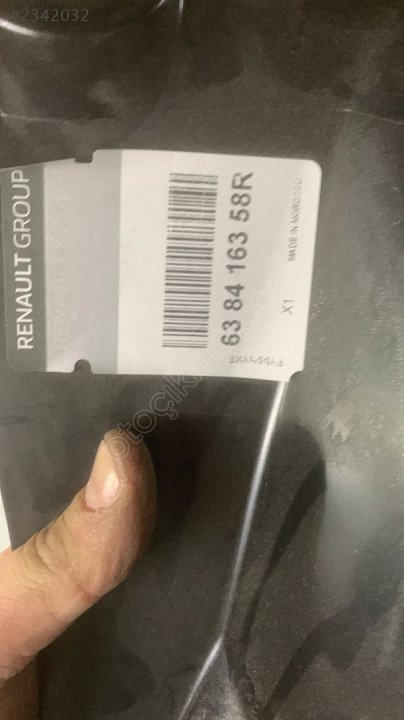 #2342032
RENAULT GROUP
63 84 163 58R
X1
MADE IN MOROCCO